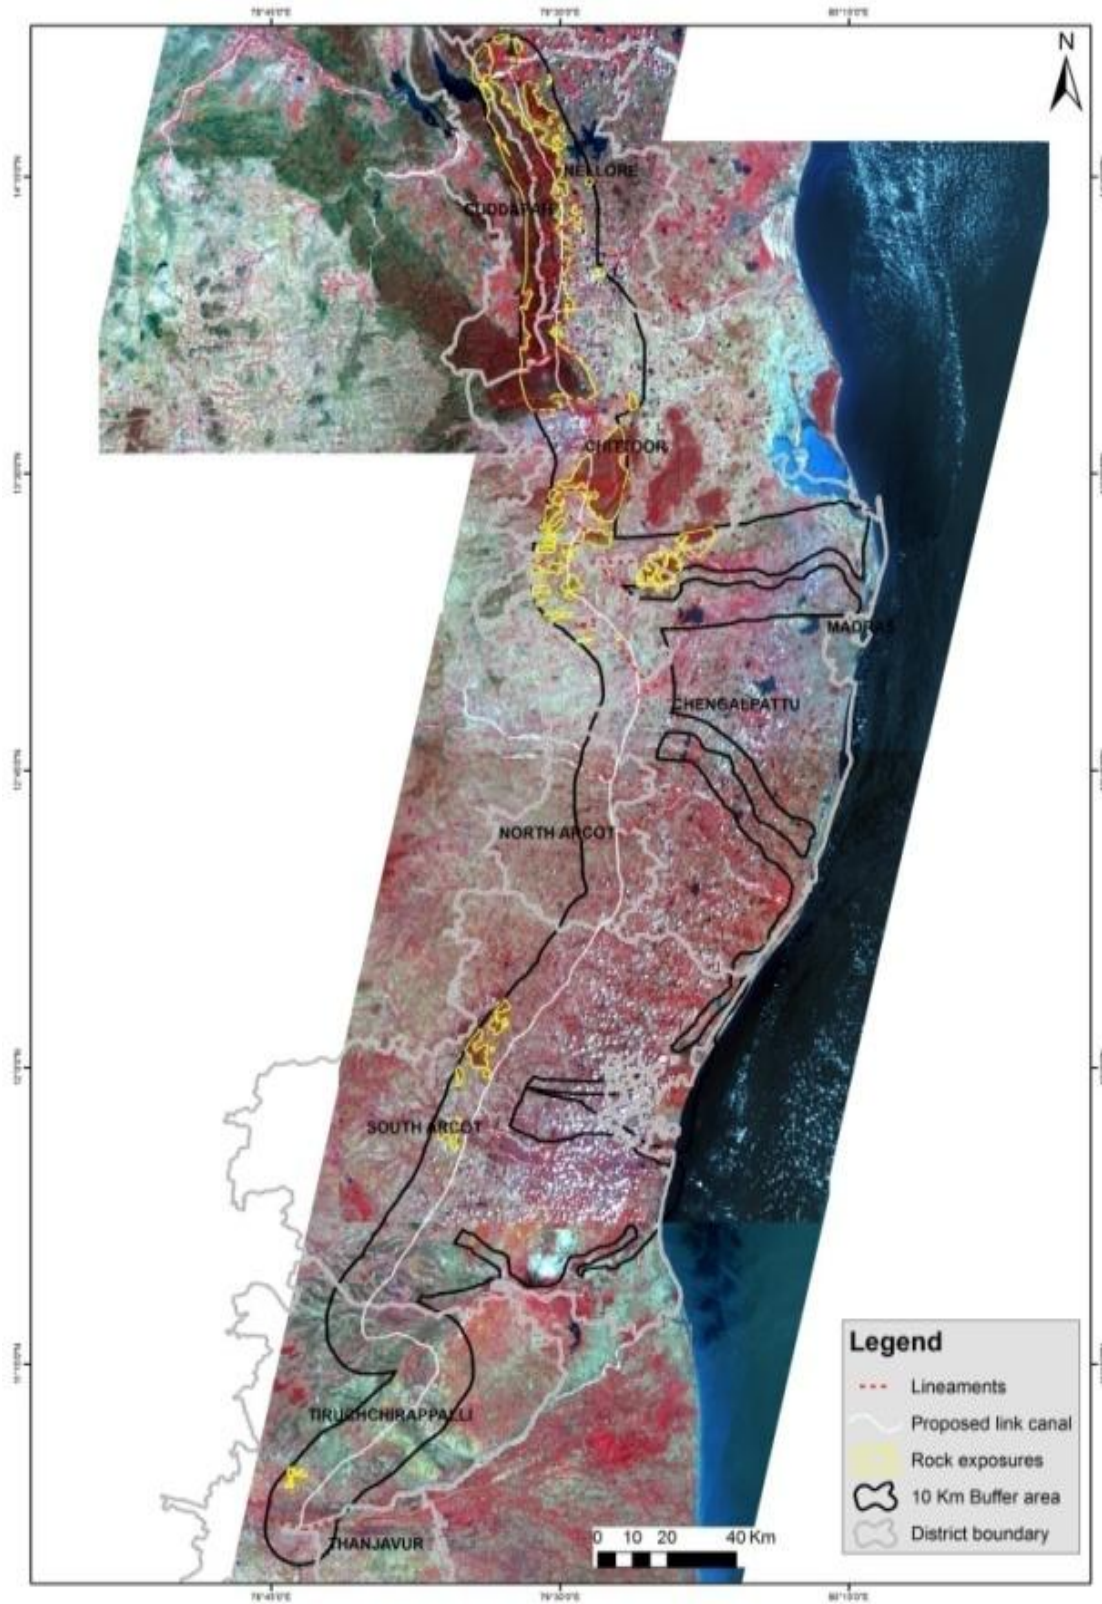 N
NELLORE
CUDDAPAH
CHITTOOR
MADRAS
CHENGALPATTU
NORTH ARCOT
SOUTH ARCOT
TIRUCHCHIRAPPALLI
THANJAVUR
0 10 20 40 Km
Legend
Lineaments
Proposed link canal
Rock exposures
10 Km Buffer area
District boundary